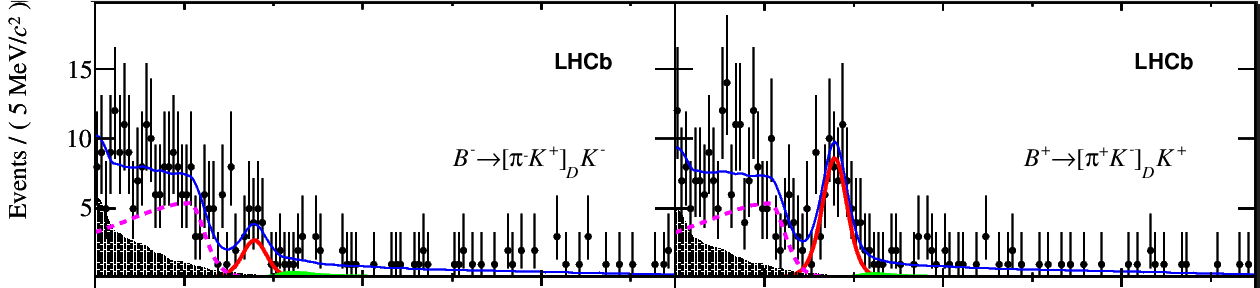 Events / ( 5 MeV/c² )
15
10
5
LHCb
B⁻→[π⁻K⁺]_D K⁻
LHCb
B⁺→[π⁺K⁻]_D K⁺